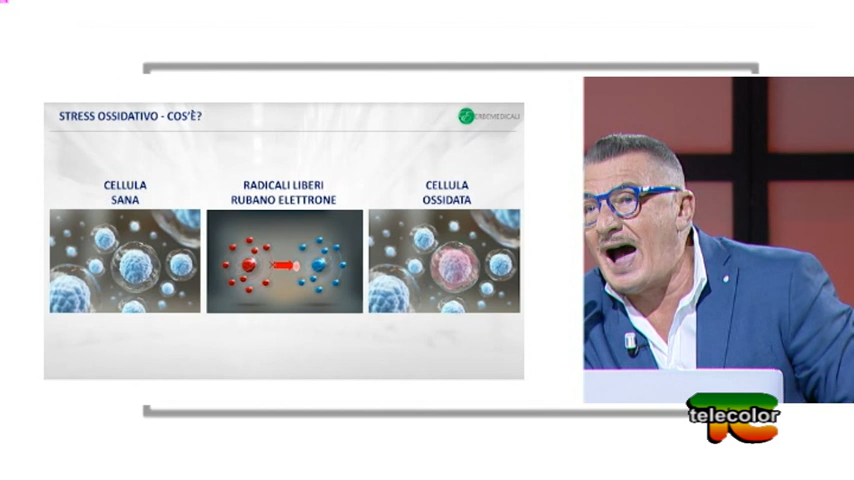 STRESS OSSIDATIVO - COS'È?
ERBEMEDICALI
CELLULA
SANA
RADICALI LIBERI
RUBANO ELETTRONE
CELLULA
OSSIDATA
telecolor